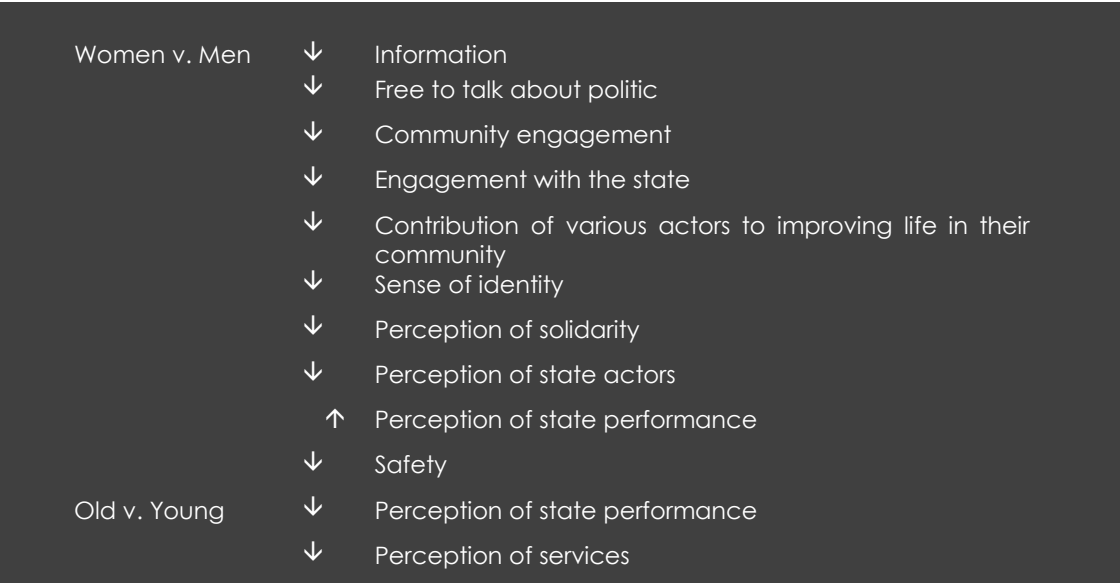 Women v. Men ↓ Information
↓ Free to talk about politic
↓ Community engagement
↓ Engagement with the state
↓ Contribution of various actors to improving life in their
community
↓ Sense of identity
↓ Perception of solidarity
↓ Perception of state actors
↑ Perception of state performance
↓ Safety
Old v. Young ↓ Perception of state performance
↓ Perception of services